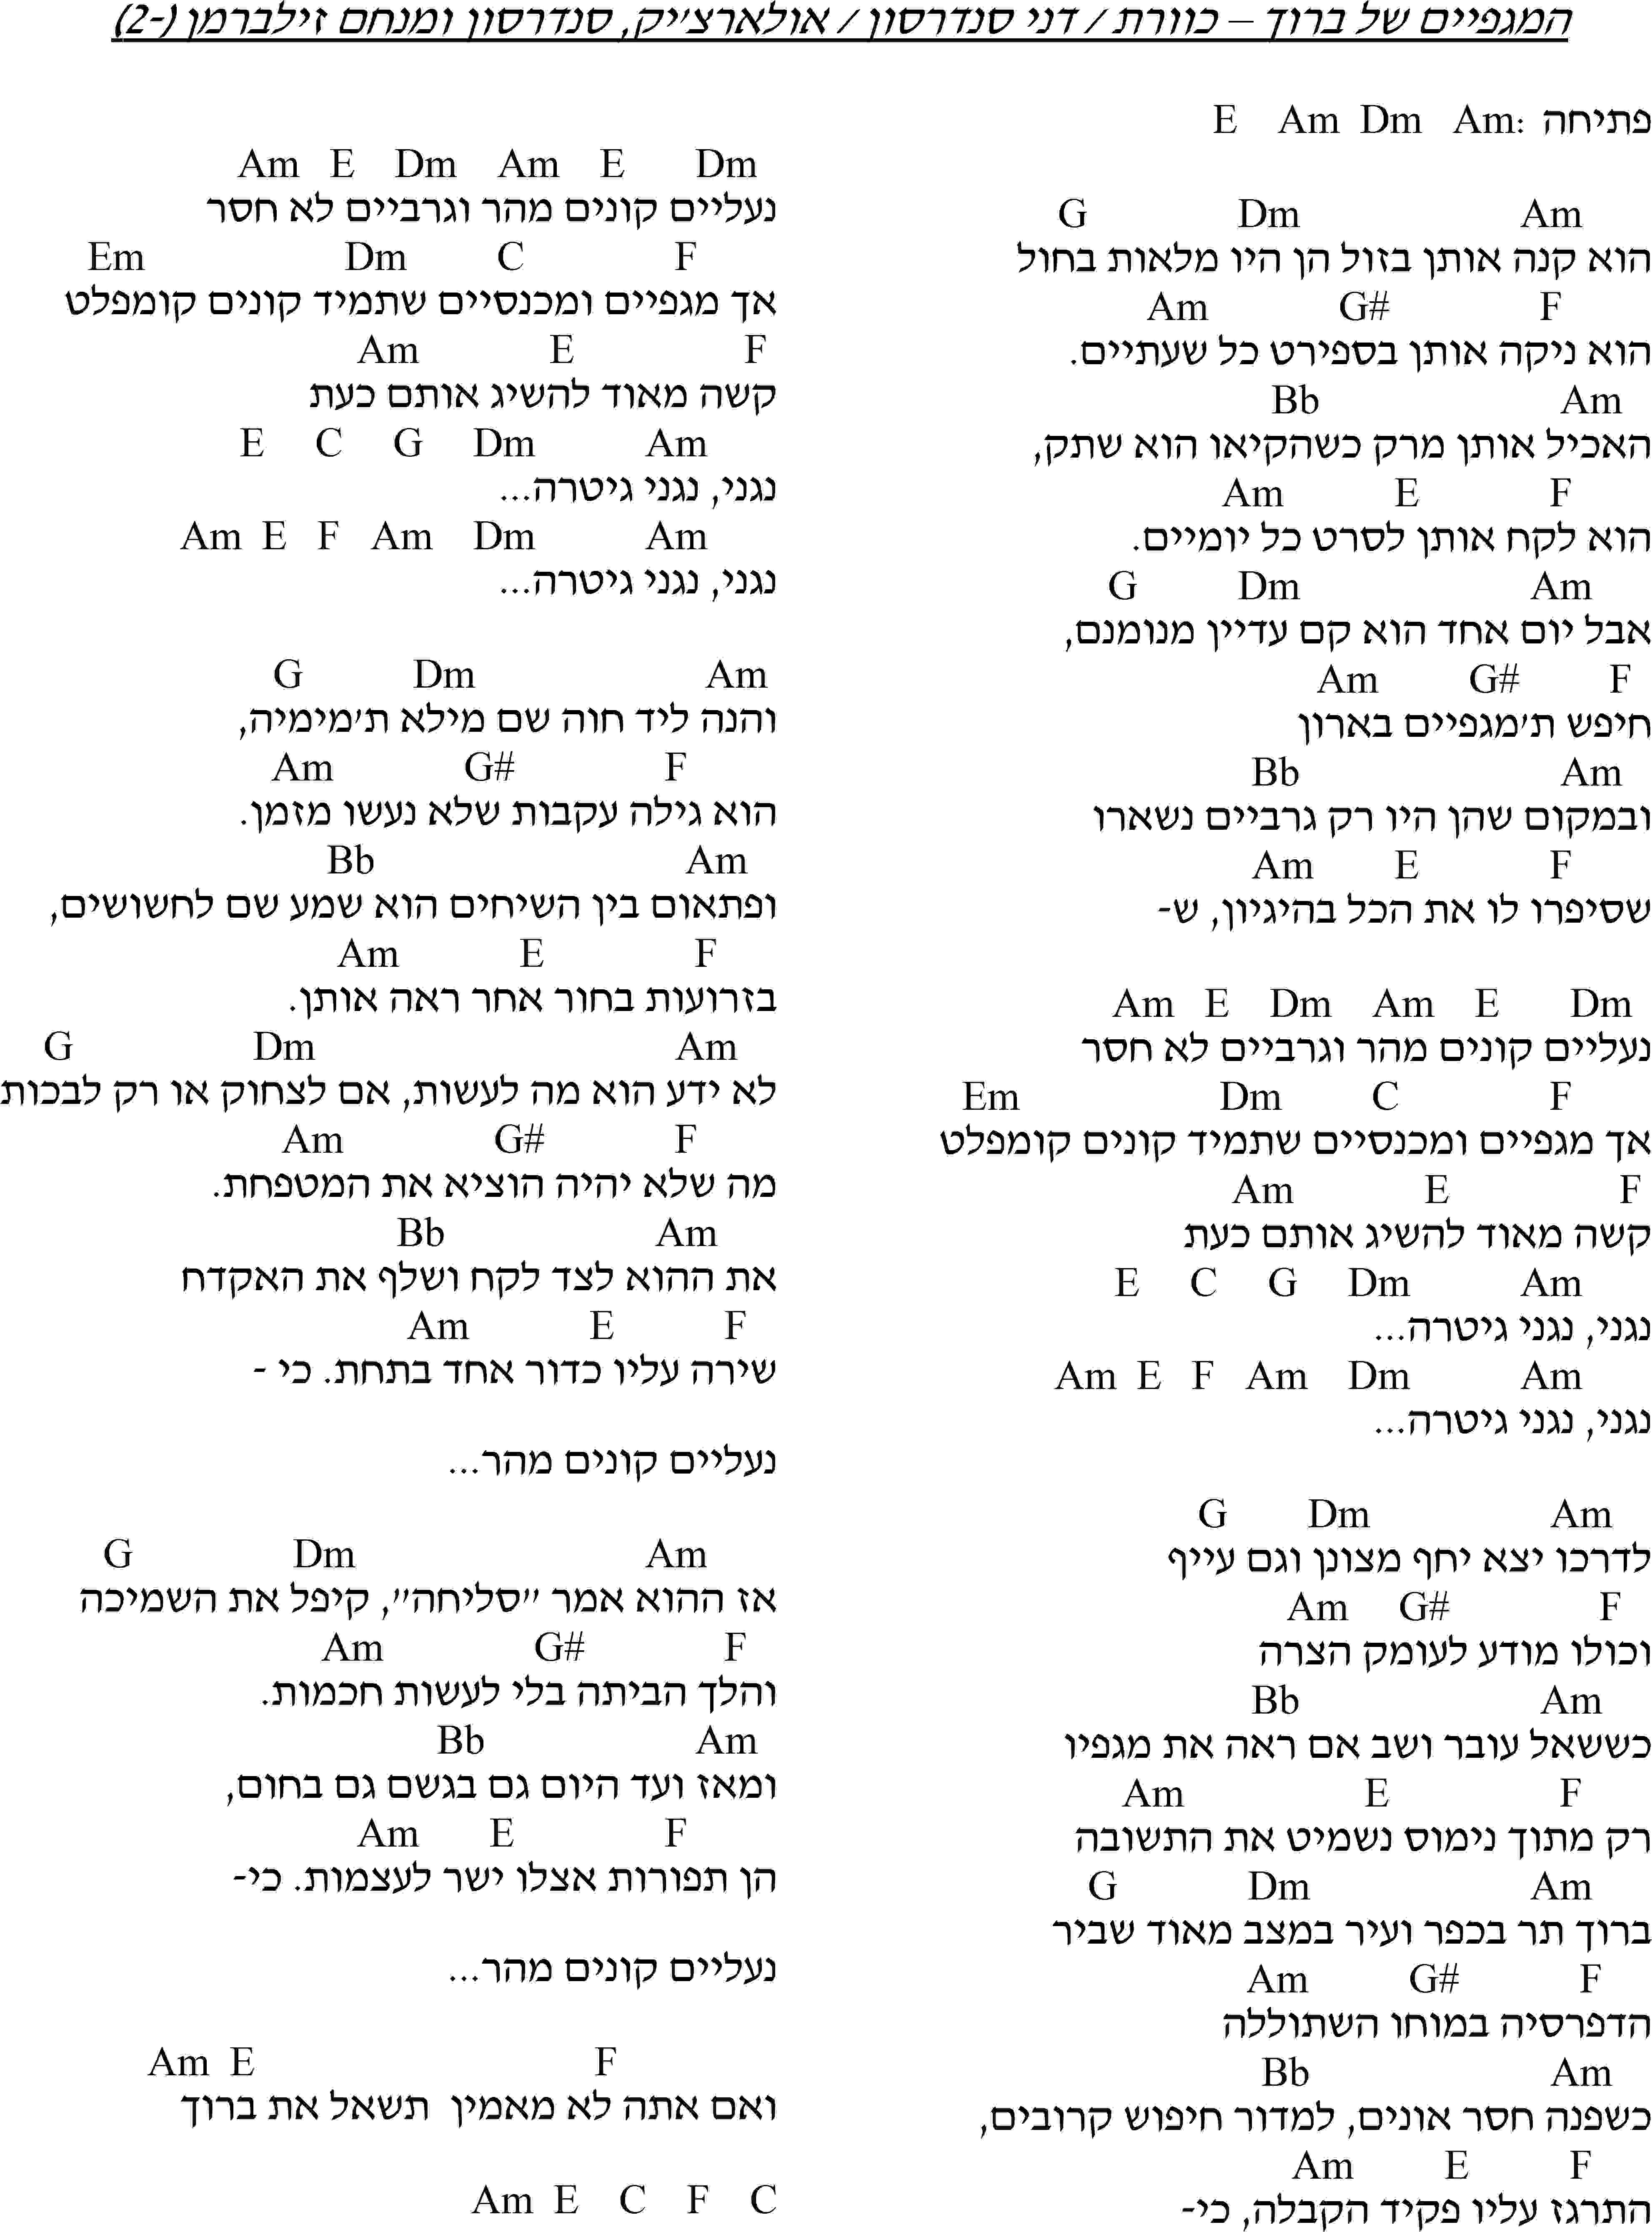 המגפיים של ברוך – כוורת / דני סנדרסון / אולארצ'יק, סנדרסון ומנחם זילברמן (2-)
פתיחה :E Am Dm Am
G Dm Am
הוא קנה אותן בזול הן היו מלאות בחול
Am G# F
הוא ניקה אותן בספירט כל שעתיים.
Bb Am
האכיל אותן מרק כשהקיאו הוא שתק,
Am E F
הוא לקח אותן לסרט כל יומיים.
G Dm Am
אבל יום אחד הוא קם עדיין מנומנם,
Am G# F
חיפש ת'מגפיים בארון
Bb Am
ובמקום שהן היו רק גרביים נשארו
Am E F
שסיפרו לו את הכל בהיגיון, ש-
Am E Dm Am E Dm
נעליים קונים מהר וגרביים לא חסר
Em Dm C F
אך מגפיים ומכנסיים שתמיד קונים קומפלט
Am E F
קשה מאוד להשיג אותם כעת
E C G Dm Am
נגני, נגני גיטרה...
Am E F Am Dm Am
נגני, נגני גיטרה...
G Dm Am
לדרכו יצא יחף מצונן וגם עייף
Am G# F
וכולו מודע לעומק הצרה
Bb Am
כששאל עובר ושב אם ראה את מגפיו
Am E F
רק מתוך נימוס נשמיט את התשובה
G Dm Am
ברוך תר בכפר ועיר במצב מאוד שביר
Am G# F
הדפרסיה במוחו השתוללה
Bb Am
כשפנה חסר אונים, למדור חיפוש קרובים,
Am E F
התרגז עליו פקיד הקבלה, כי-
Am E Dm Am E Dm
נעליים קונים מהר וגרביים לא חסר
Em Dm C F
אך מגפיים ומכנסיים שתמיד קונים קומפלט
Am E F
קשה מאוד להשיג אותם כעת
E C G Dm Am
נגני, נגני גיטרה...
Am E F Am Dm Am
נגני, נגני גיטרה...
G Dm Am
והנה ליד חוה שם מילא ת'מימיה,
Am G# F
הוא גילה עקבות שלא נעשו מזמן.
Bb Am
ופתאום בין השיחים הוא שמע שם לחשושים,
Am E F
בזרועות בחור אחר ראה אותן.
G Dm Am
לא ידע הוא מה לעשות, אם לצחוק או רק לבכות
Am G# F
מה שלא יהיה הוציא את המטפחת.
Bb Am
את ההוא לצד לקח ושלף את האקדח
Am E F
שירה עליו כדור אחד בתחת. כי -
נעליים קונים מהר...
G Dm Am
אז ההוא אמר "סליחה", קיפל את השמיכה
Am G# F
והלך הביתה בלי לעשות חכמות.
Bb Am
ומאז ועד היום גם בגשם גם בחום,
Am E F
הן תפורות אצלו ישר לעצמות. כי-
נעליים קונים מהר...
Am E F
ואם אתה לא מאמין תשאל את ברוך
Am E C F C